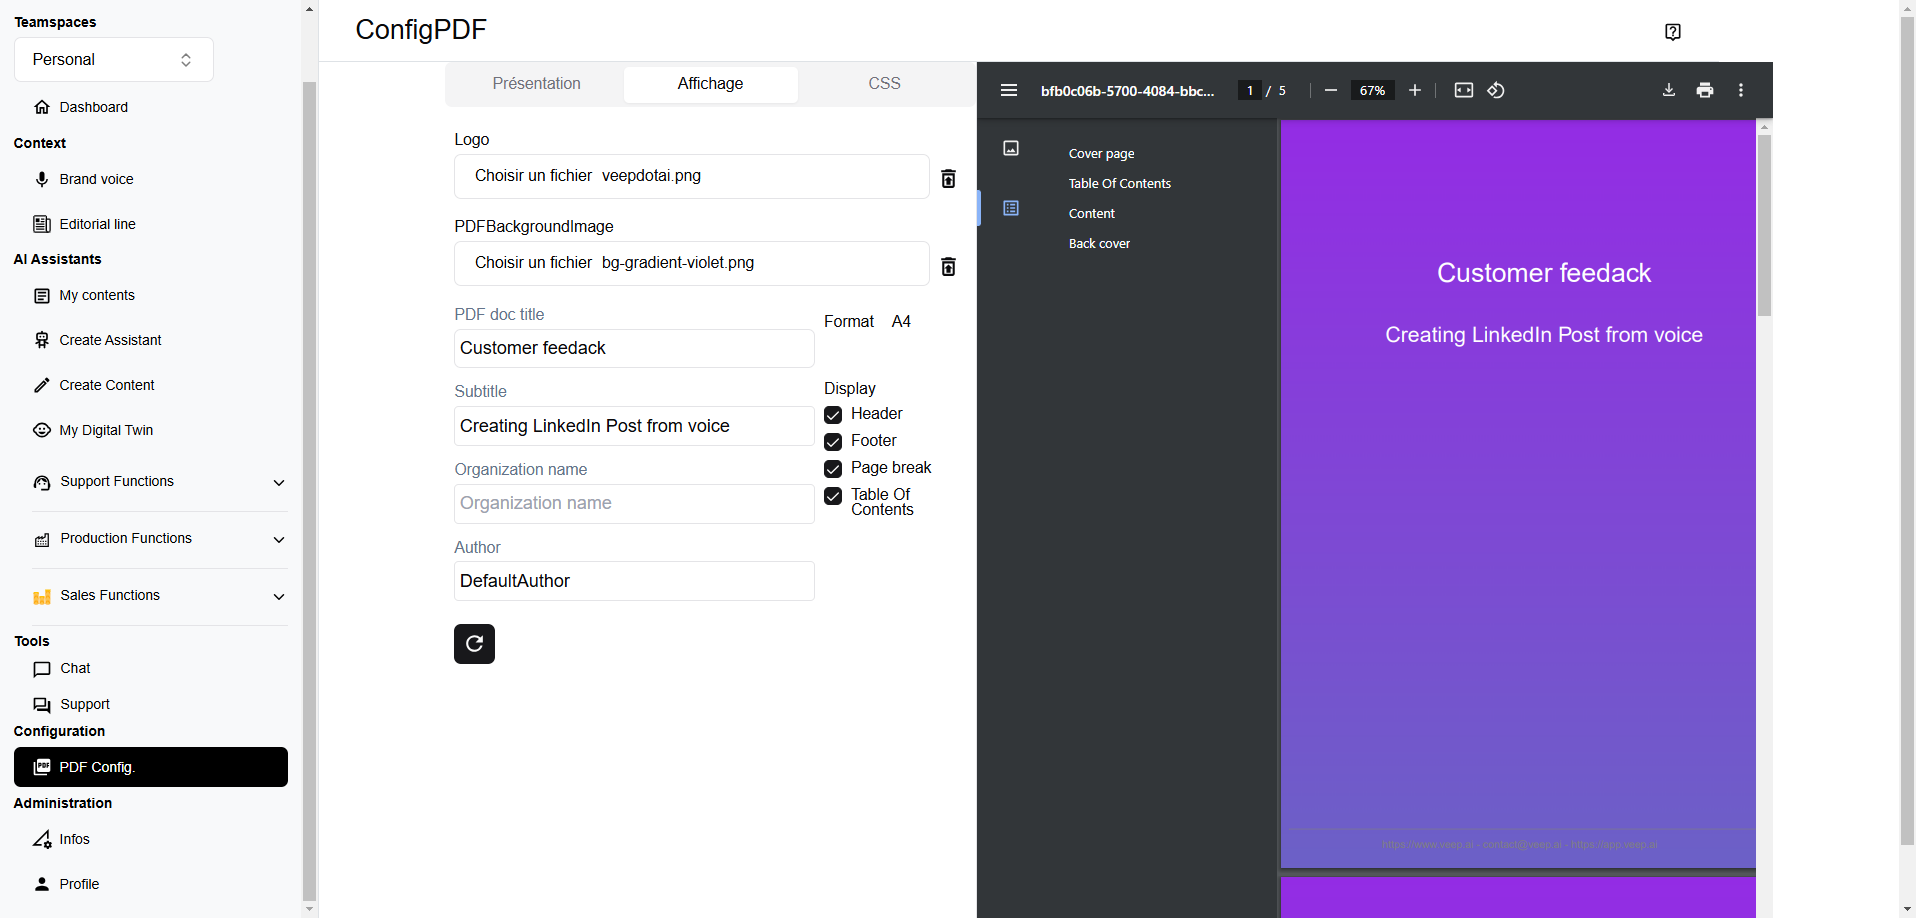 Teamspaces
Personal
Dashboard
Context
Brand voice
Editorial line
AI Assistants
My contents
Create Assistant
Create Content
My Digital Twin
Support Functions
Production Functions
Sales Functions
Tools
Chat
Support
Configuration
PDF Config.
Administration
Infos
Profile
ConfigPDF
Présentation Affichage CSS
Logo
Choisir un fichier veepdotai.png
PDFBackgroundImage
Choisir un fichier bg-gradient-violet.png
PDF doc title
Customer feedack
Format A4
Subtitle
Creating LinkedIn Post from voice
Display
Header
Footer
Page break
Table Of
Contents
Organization name
Organization name
Author
DefaultAuthor
bfb0c06b-5700-4084-bbc... 1 / 5 67%
Cover page
Table Of Contents
Content
Back cover
Customer feedack
Creating LinkedIn Post from voice
https://www.veep.ai - contact@veep.ai - https://app.veep.ai